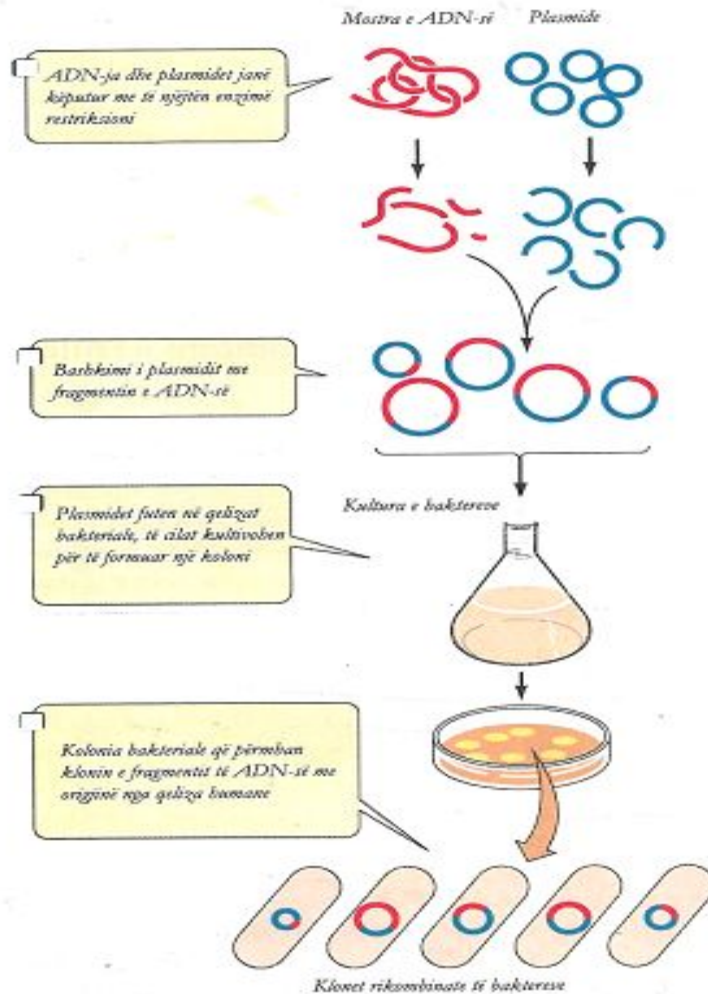 Mostra e ADN-së
Plasmide
ADN-ja dhe plasmidet janë
këputur me të njëjtën enzimë
restriksioni
Bashkimi i plasmidit me
fragmentin e ADN-së
Plasmidet futen në qelizat
bakteriale, të cilat kultivohen
për të formuar një koloni
Kultura e baktereve
Kolonia bakteriale që përmban
klonin e fragmentit të ADN-së me
origjinë nga qeliza humane
Klonet rikombinate të baktereve